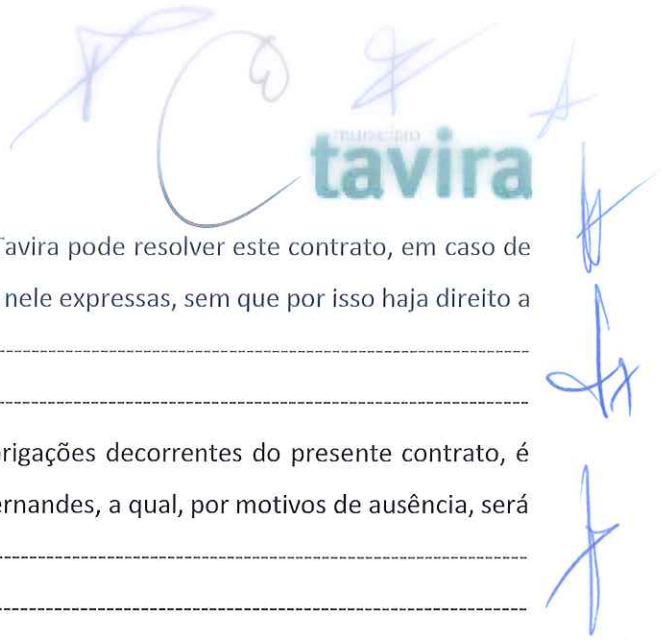 município
tavira
Tavira pode resolver este contrato, em caso de
nele expressas, sem que por isso haja direito a
rigações decorrentes do presente contrato, é
ernandes, a qual, por motivos de ausência, será